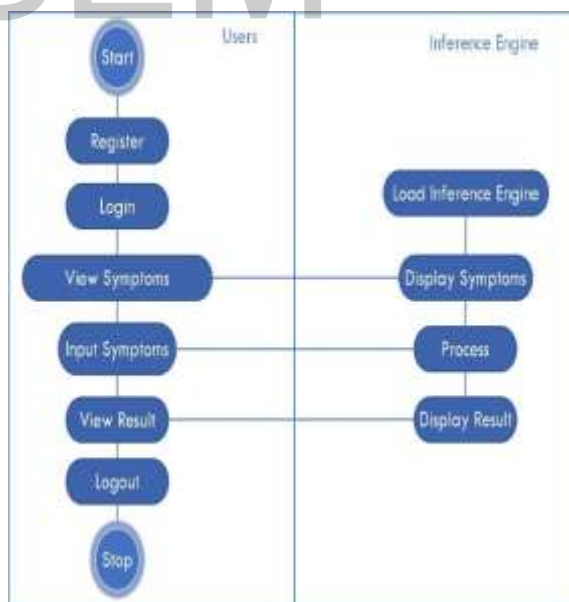 Users
Inference Engine
Start
Register
Login
Load Inference Engine
View Symptoms
Display Symptoms
Input Symptoms
Process
View Result
Display Result
Logout
Stop